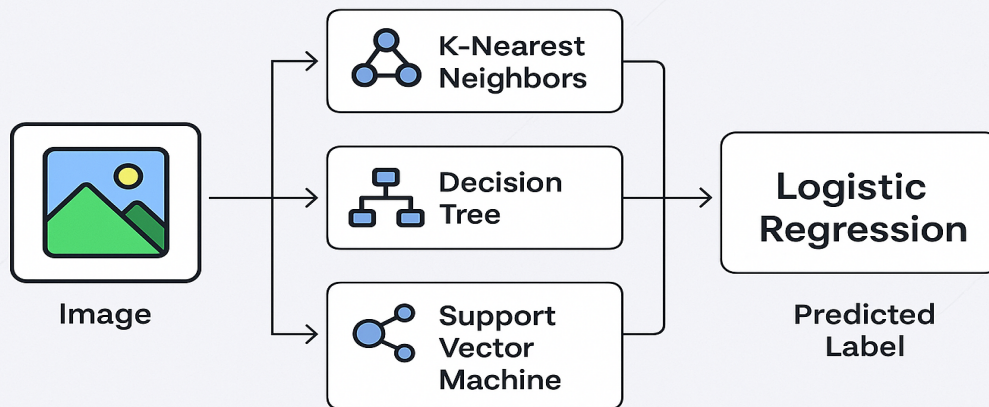 Image
K-Nearest
Neighbors
Decision
Tree
Support
Vector
Machine
Logistic
Regression
Predicted
Label